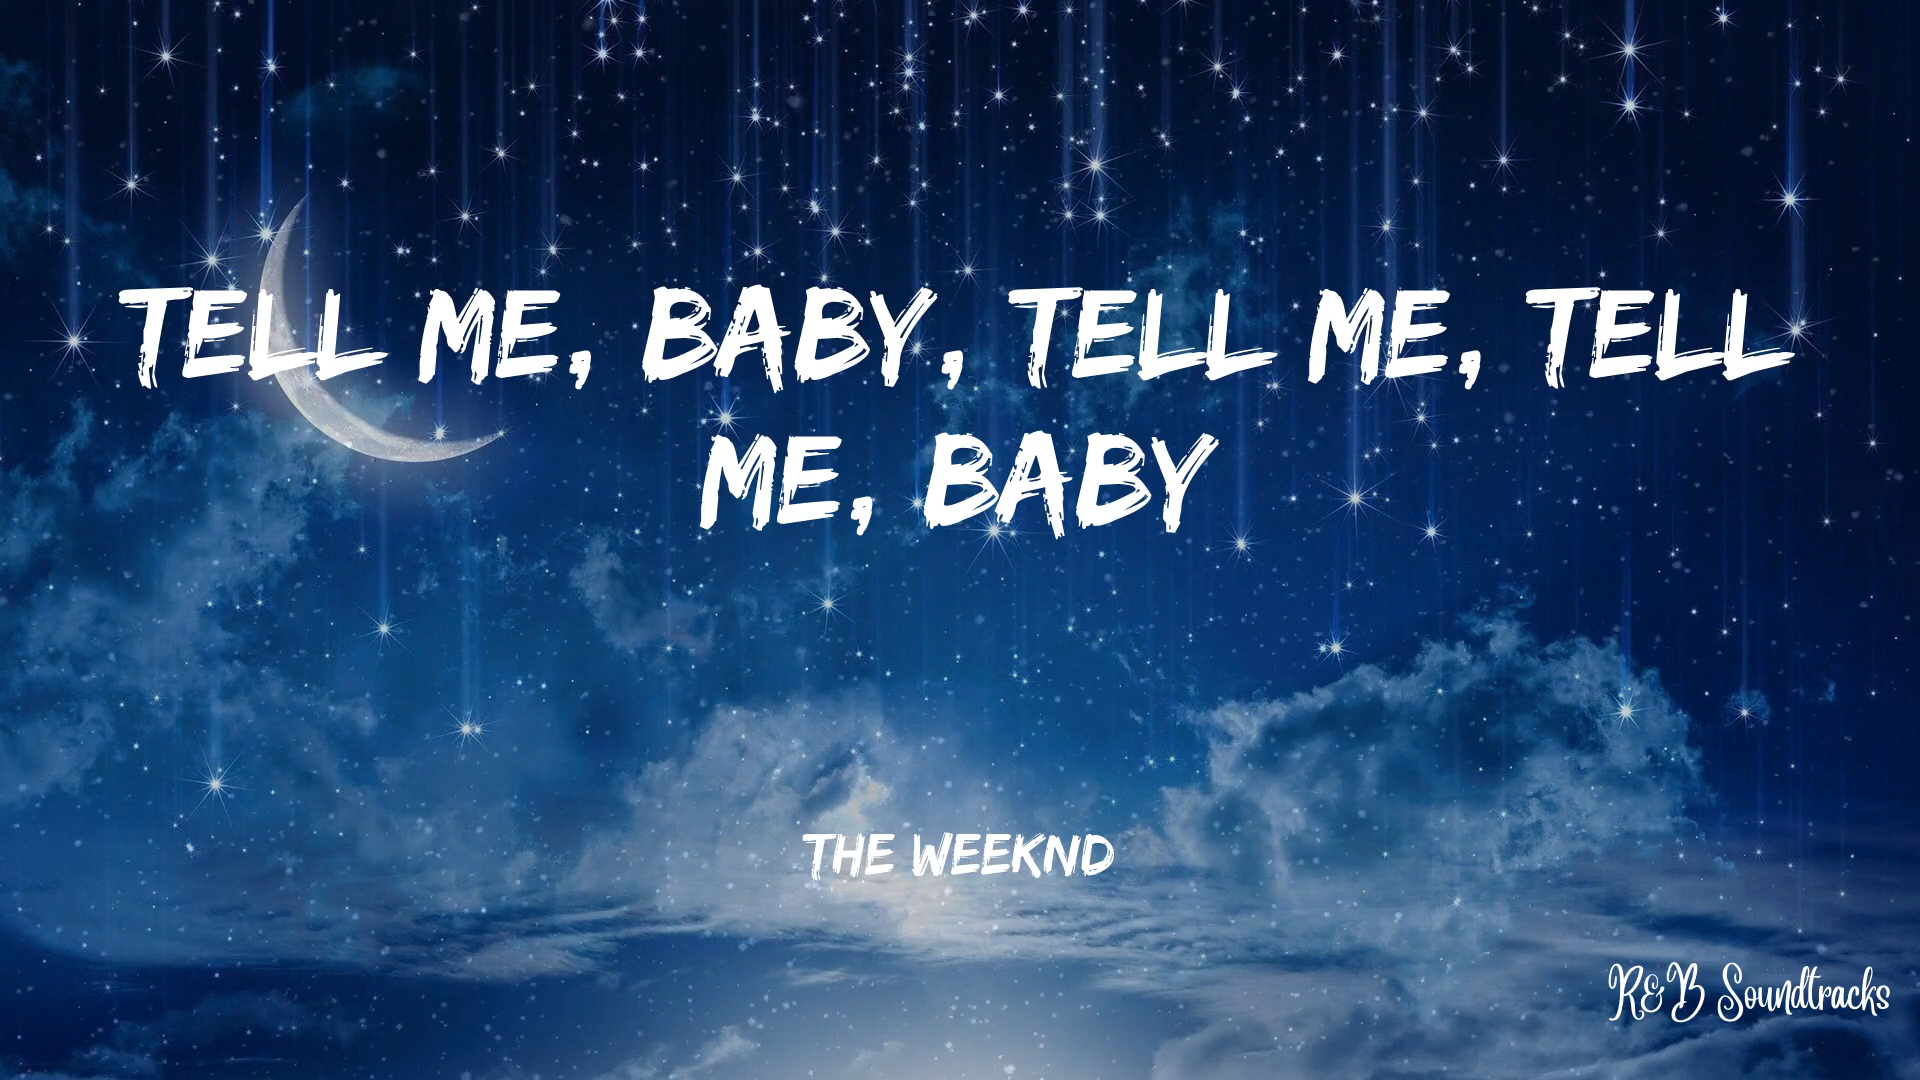 TELL ME, BABY, TELL ME, TELL
ME, BABY
THE WEEKND
R&B Soundtracks